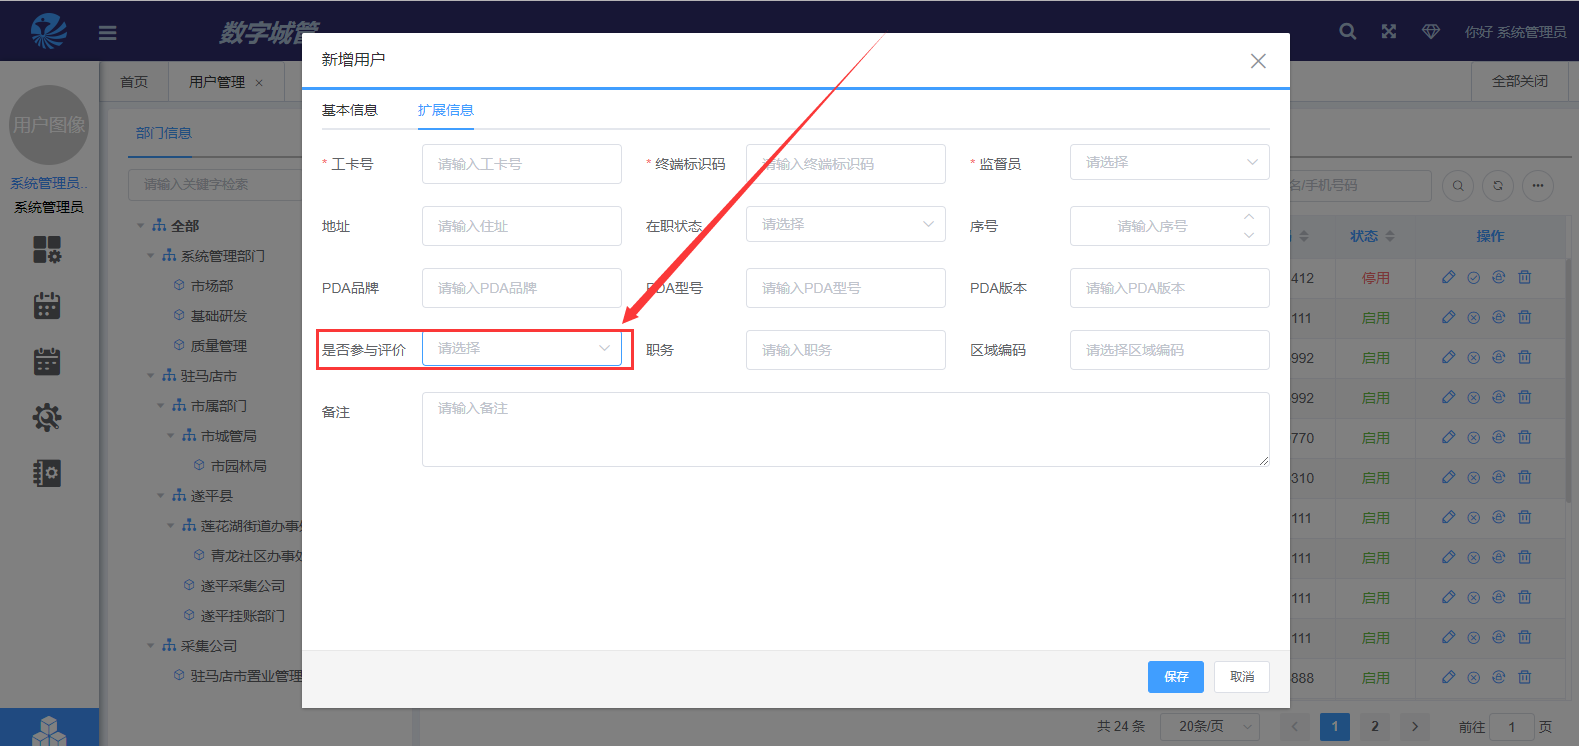 数字城管
你好 系统管理员
首页
用户管理
全部关闭
用户图像
系统管理员..
系统管理员
部门信息
请输入关键字检索
全部
系统管理部门
市场部
基础研发
质量管理
驻马店市
市属部门
市城管局
市园林局
遂平县
莲花湖街道办事
青龙社区办事
遂平采集公司
遂平挂账部门
采集公司
驻马店市置业管理
新增用户
基本信息
扩展信息
* 工卡号
请输入工卡号
* 终端标识码
请输入终端标识码
* 监督员
请选择
地址
请输入住址
在职状态
请选择
序号
请输入序号
PDA品牌
请输入PDA品牌
PDA型号
请输入PDA型号
PDA版本
请输入PDA版本
是否参与评价
请选择
职务
请输入职务
区域编码
请选择区域编码
备注
请输入备注
保存
取消
名/手机号码
状态
操作
412
停用
111
启用
992
启用
992
启用
770
启用
310
启用
111
启用
111
启用
111
启用
111
启用
888
启用
共 24 条
20条/页
1
2
前往
1
页